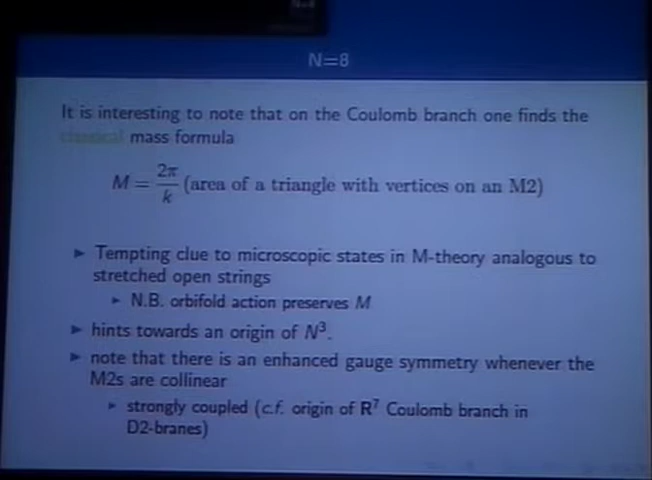 N=8
It is interesting to note that on the Coulomb branch one finds the
classical mass formula
M = 2π/k (area of a triangle with vertices on an M2)
► Tempting clue to microscopic states in M-theory analogous to
stretched open strings
► N.B. orbifold action preserves M
► hints towards an origin of N³.
► note that there is an enhanced gauge symmetry whenever the
M2s are collinear
► strongly coupled (c.f. origin of R⁷ Coulomb branch in
D2-branes)